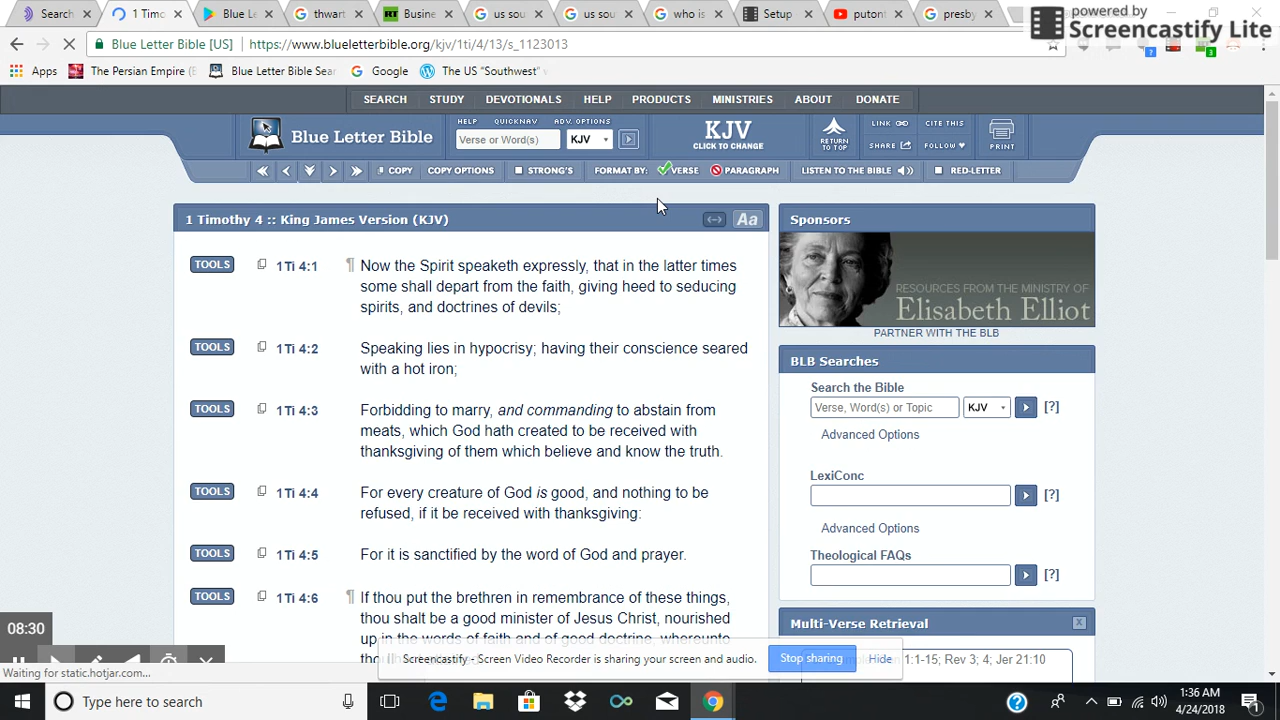 Search
1 Timo
Blue Le
thwar
Busine
us sou
us sou
who is
Setup
puton
presby
powered by
Screencastify Lite
Blue Letter Bible [US]
https://www.blueletterbible.org/kjv/1ti/4/13/s_1123013
Apps
The Persian Empire (E
Blue Letter Bible Sear
Google
The US "Southwest"
SEARCH STUDY DEVOTIONALS HELP PRODUCTS MINISTRIES ABOUT DONATE
HELP QUICKNAV ADV. OPTIONS
Blue Letter Bible
Verse or Word(s)
KJV
KJV
CLICK TO CHANGE
RETURN
TO TOP
LINK
CITE THIS
SHARE
FOLLOW
PRINT
COPY COPY OPTIONS STRONG'S FORMAT BY: VERSE PARAGRAPH LISTEN TO THE BIBLE RED-LETTER
1 Timothy 4 :: King James Version (KJV)
Aa
TOOLS 1Ti 4:1 ¶ Now the Spirit speaketh expressly, that in the latter times
some shall depart from the faith, giving heed to seducing
spirits, and doctrines of devils;
TOOLS 1Ti 4:2 Speaking lies in hypocrisy; having their conscience seared
with a hot iron;
TOOLS 1Ti 4:3 Forbidding to marry, and commanding to abstain from
meats, which God hath created to be received with
thanksgiving of them which believe and know the truth.
TOOLS 1Ti 4:4 For every creature of God is good, and nothing to be
refused, if it be received with thanksgiving:
TOOLS 1Ti 4:5 For it is sanctified by the word of God and prayer.
TOOLS 1Ti 4:6 ¶ If thou put the brethren in remembrance of these things,
thou shalt be a good minister of Jesus Christ, nourished
up in the words of faith and of good doctrine, whereunto
Sponsors
RESOURCES FROM THE MINISTRY OF
Elisabeth Elliot
PARTNER WITH THE BLB
BLB Searches
Search the Bible
Verse, Word(s) or Topic
KJV
[?]
Advanced Options
LexiConc
[?]
Advanced Options
Theological FAQs
[?]
Multi-Verse Retrieval
x
1:1-15; Rev 3; 4; Jer 21:10
08:30
Screencastify - Screen Video Recorder is sharing your screen and audio.
Stop sharing
Hide
Waiting for static.hotjar.com...
Type here to search
1:36 AM
4/24/2018